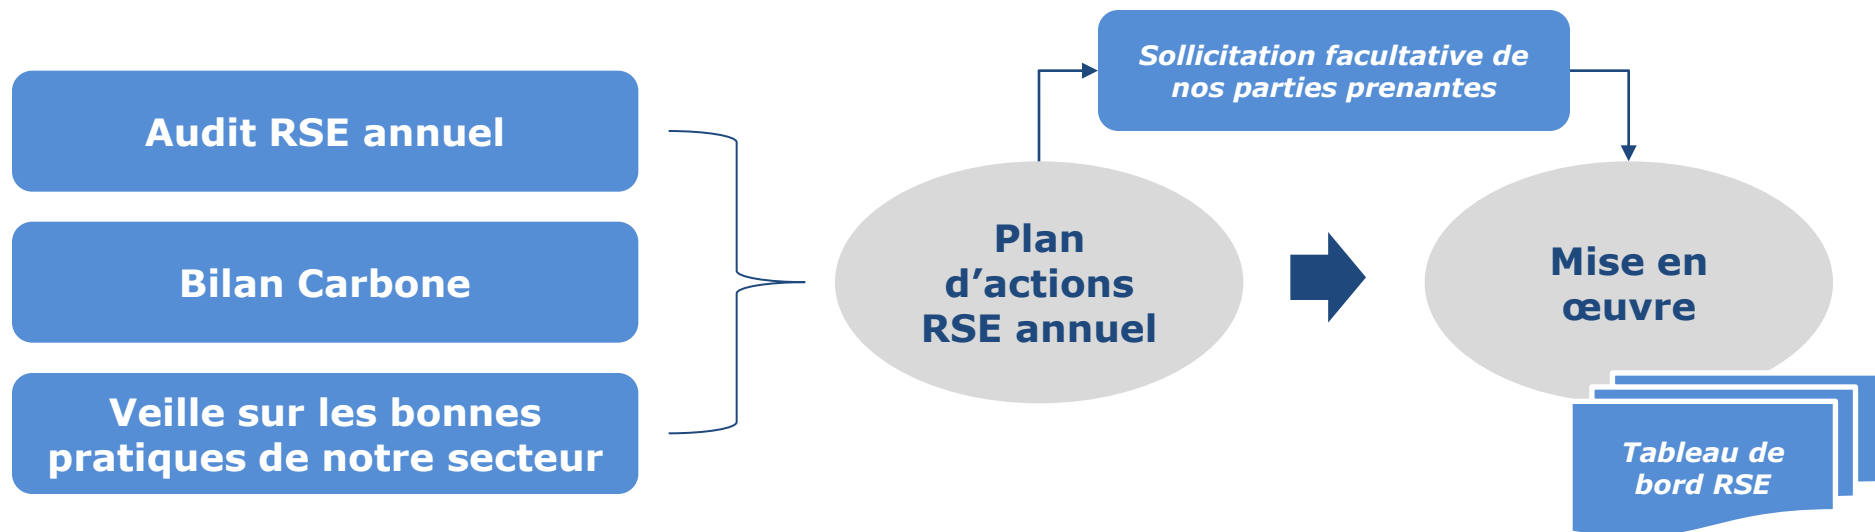 Audit RSE annuel
Bilan Carbone
Veille sur les bonnes
pratiques de notre secteur
Plan
d’actions
RSE annuel
Sollicitation facultative de
nos parties prenantes
Mise en
œuvre
Tableau de
bord RSE